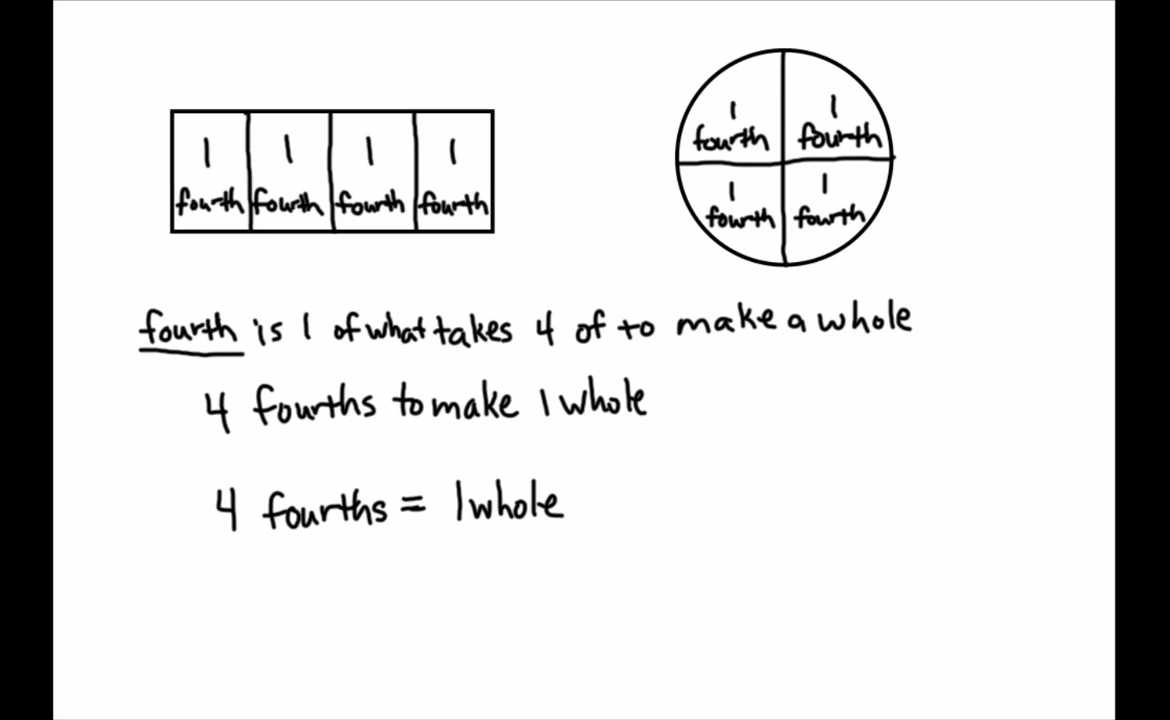 1 1 1 1
fourth fourth fourth fourth
1 1
fourth fourth
1 1
fourth fourth
fourth is 1 of what takes 4 of to make a whole
4 fourths to make 1 whole
4 fourths = 1 whole